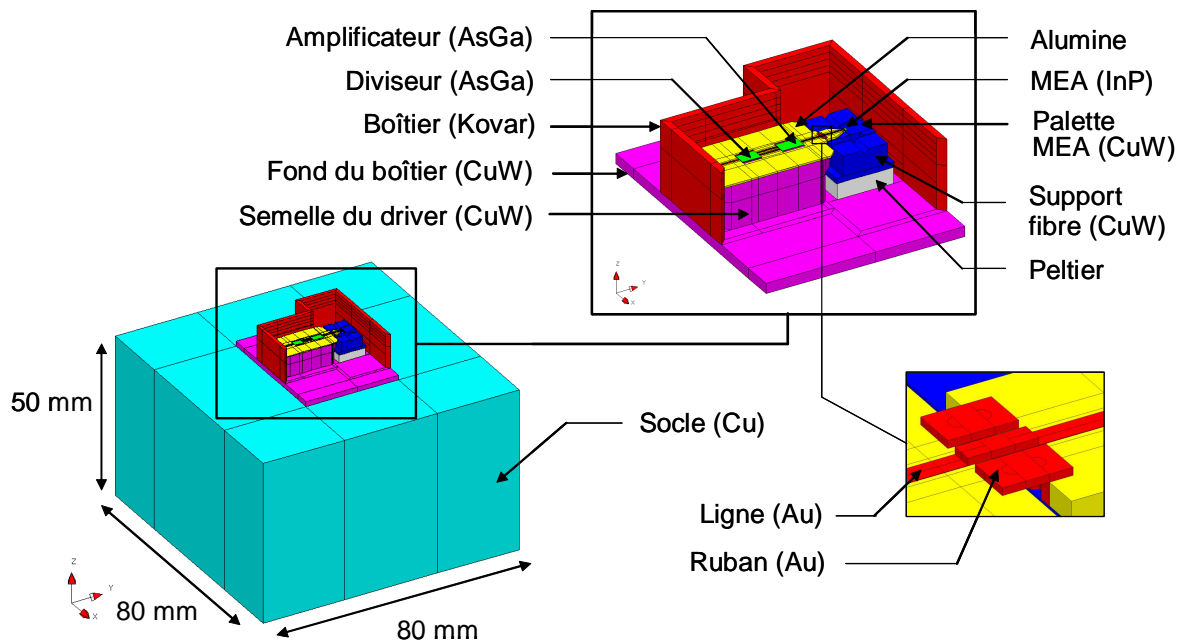 Amplificateur (AsGa)
Diviseur (AsGa)
Boîtier (Kovar)
Fond du boîtier (CuW)
Semelle du driver (CuW)
Alumine
MEA (InP)
Palette
MEA (CuW)
Support
fibre (CuW)
Peltier
Z
Y
X
50 mm
Socle (Cu)
Ligne (Au)
Ruban (Au)
Z
Y
X
80 mm
80 mm